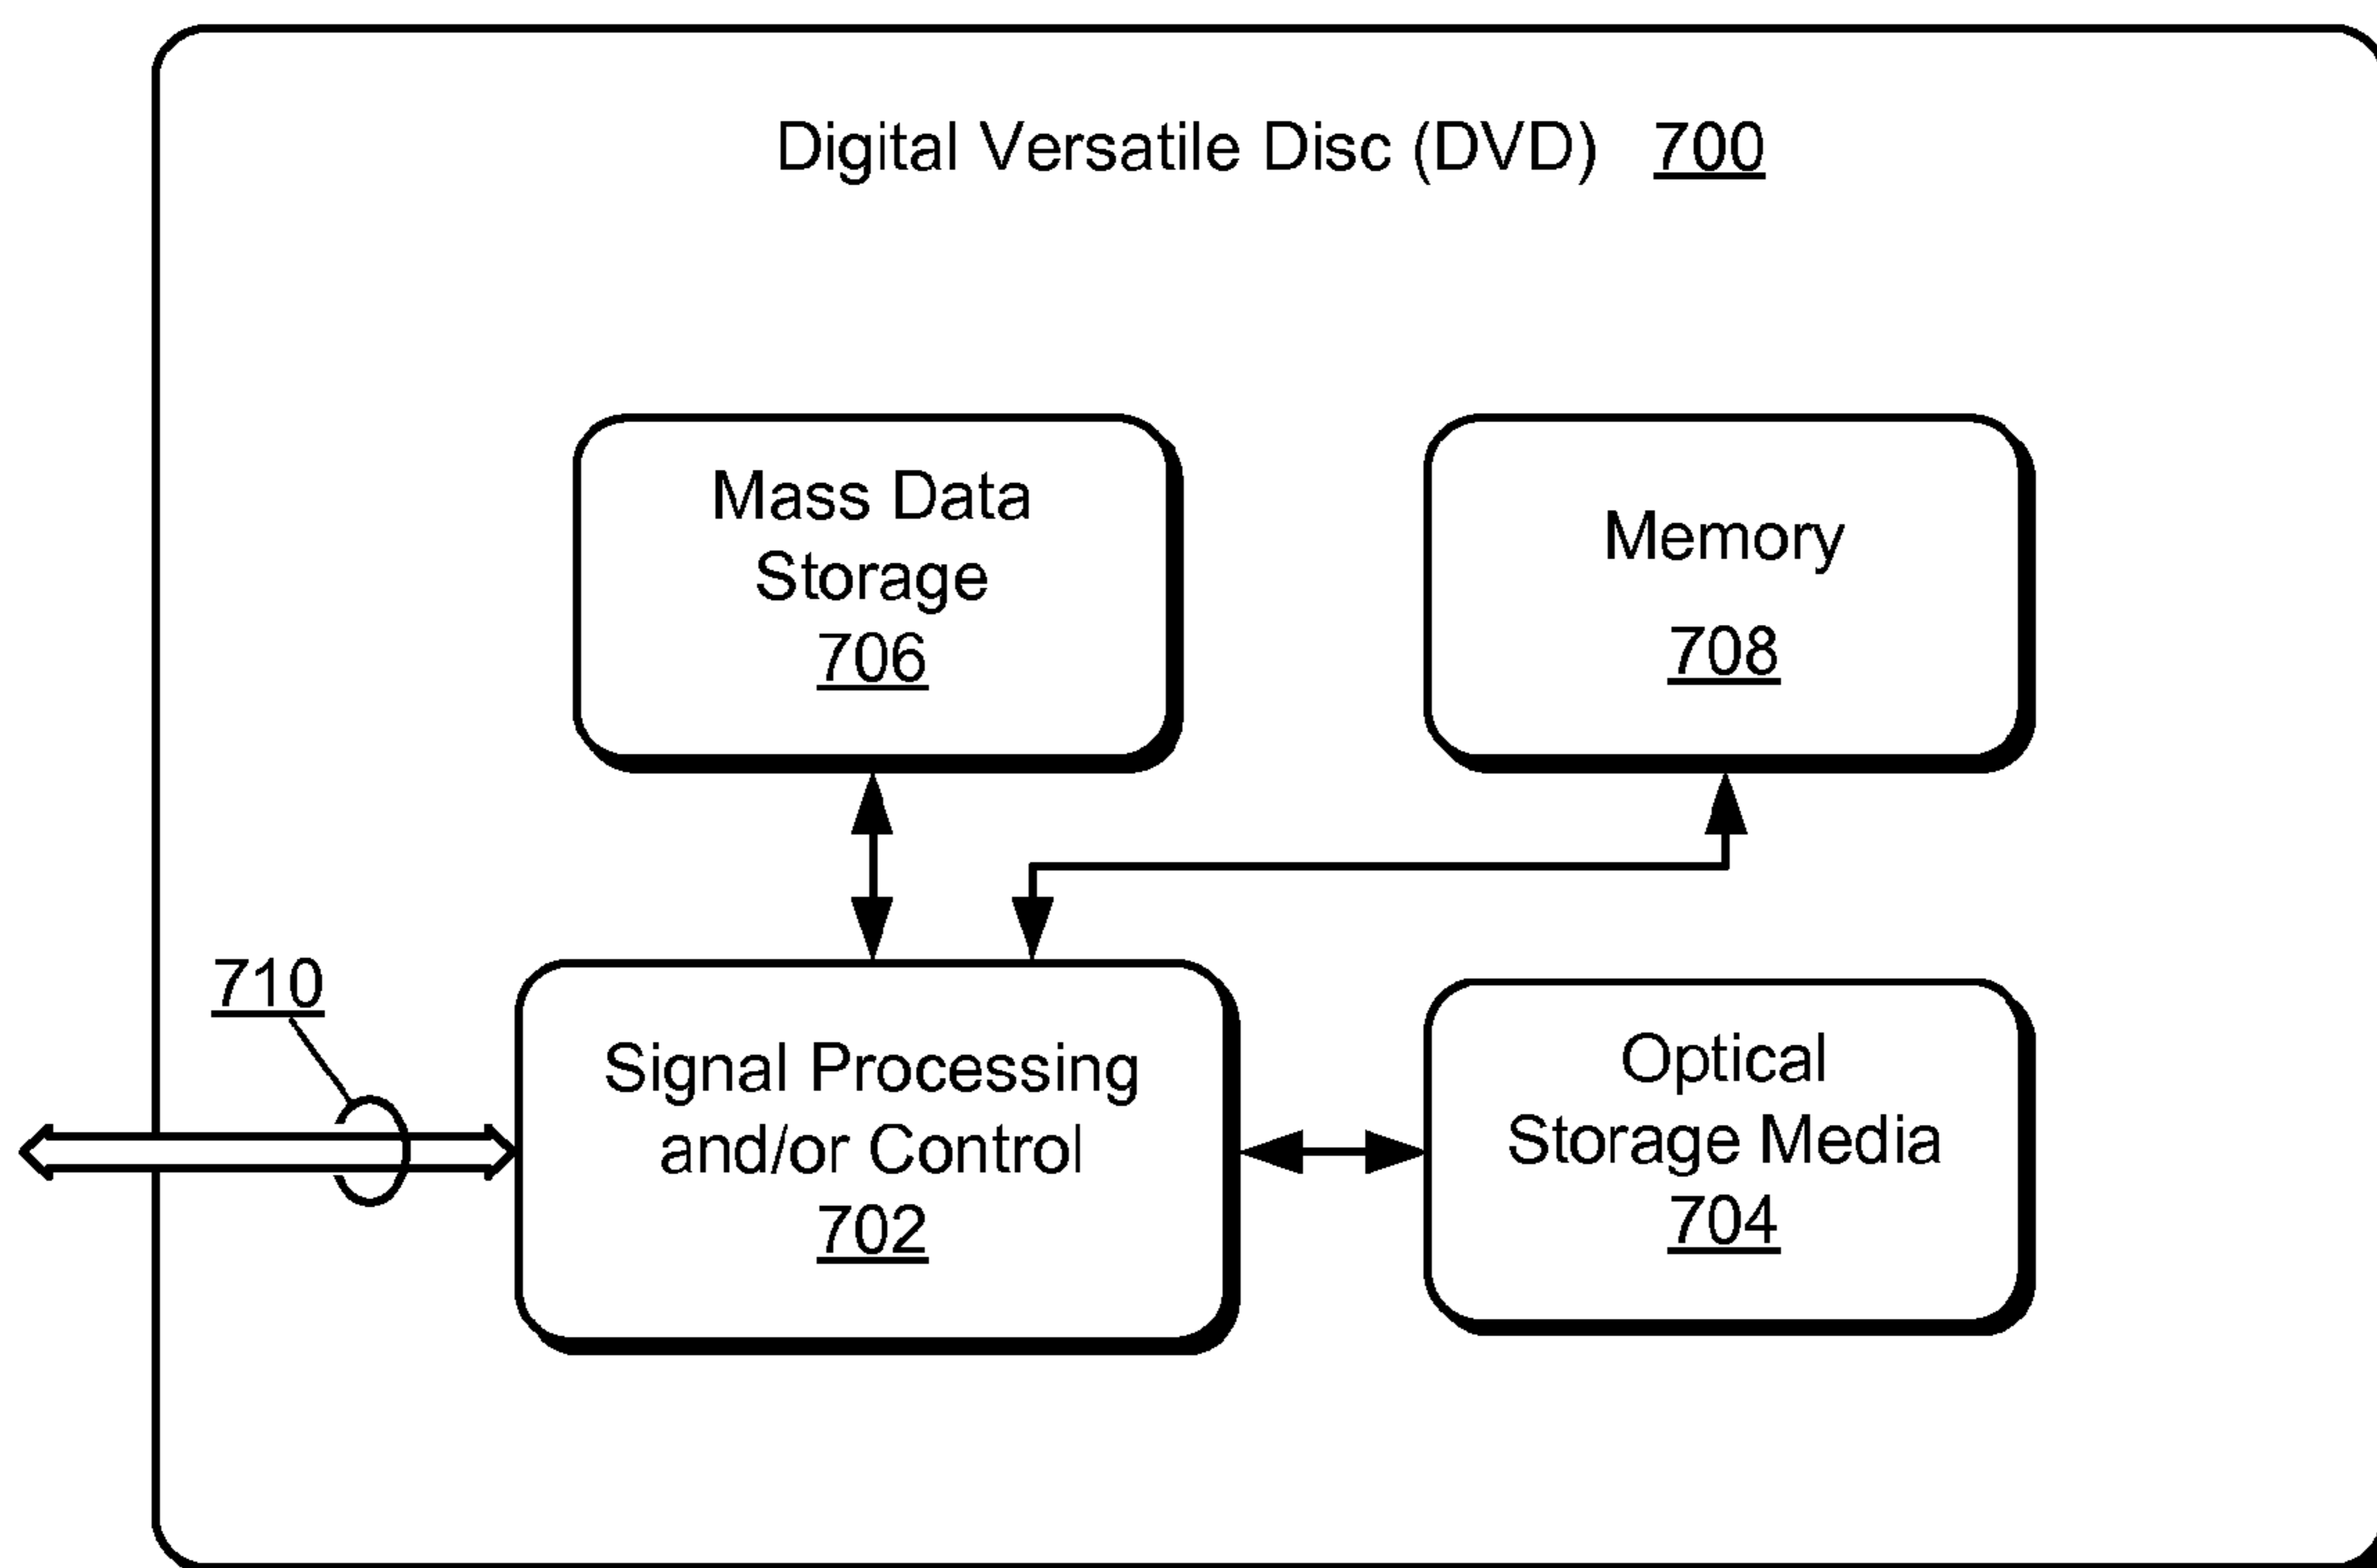 Digital Versatile Disc (DVD) 700
Mass Data
Storage
706
Memory
708
710
Signal Processing
and/or Control
702
Optical
Storage Media
704